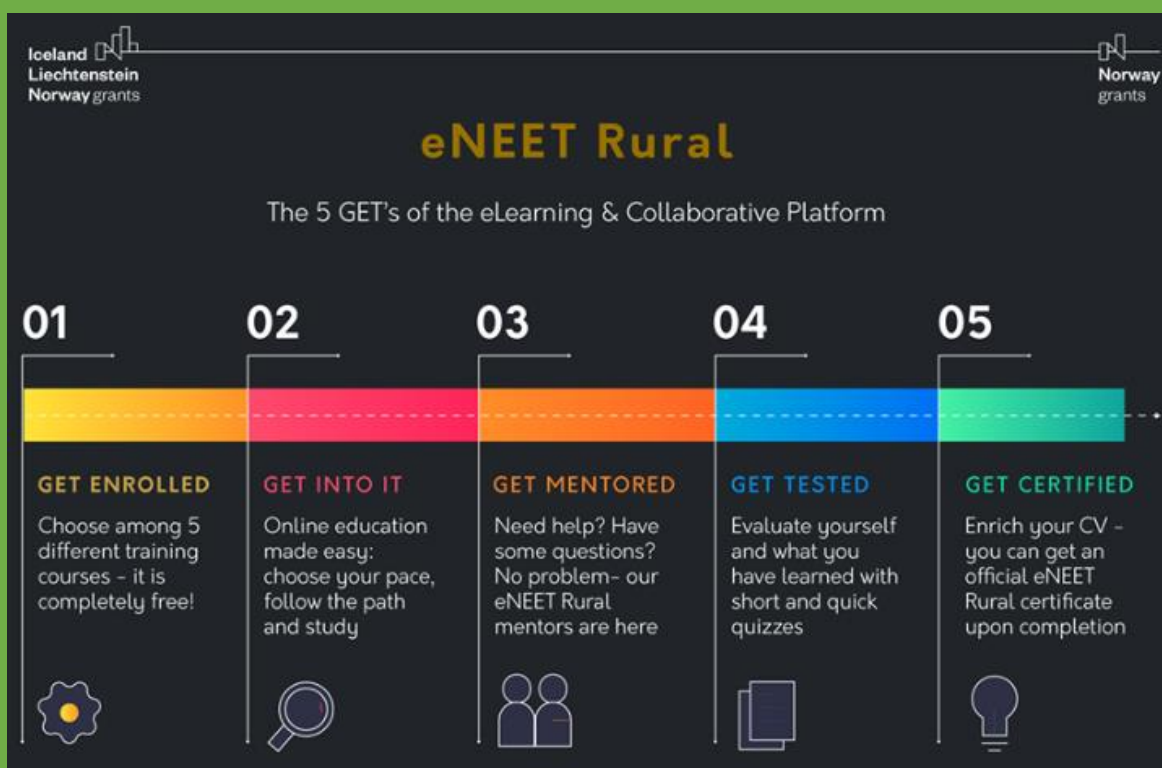 Iceland
Liechtenstein
Norway grants
Norway
grants
eNEET Rural
The 5 GET's of the eLearning & Collaborative Platform
01
02
03
04
05
GET ENROLLED
Choose among 5
different training
courses - it is
completely free!
GET INTO IT
Online education
made easy:
choose your pace,
follow the path
and study
GET MENTORED
Need help? Have
some questions?
No problem- our
eNEET Rural
mentors are here
GET TESTED
Evaluate yourself
and what you
have learned with
short and quick
quizzes
GET CERTIFIED
Enrich your CV -
you can get an
official eNEET
Rural certificate
upon completion